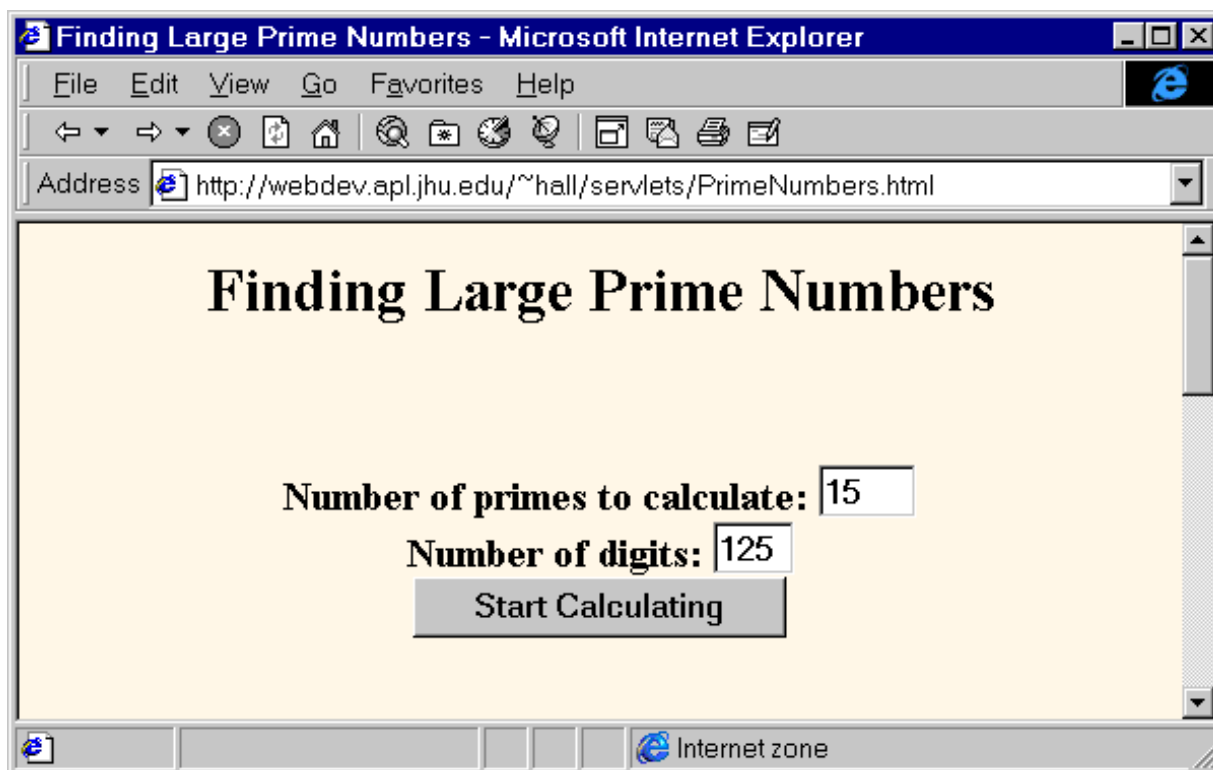 Finding Large Prime Numbers - Microsoft Internet Explorer
File Edit View Go Favorites Help
Address http://webdev.apl.jhu.edu/~hall/servlets/PrimeNumbers.html
Finding Large Prime Numbers
Number of primes to calculate: 15
Number of digits: 125
Start Calculating
Internet zone